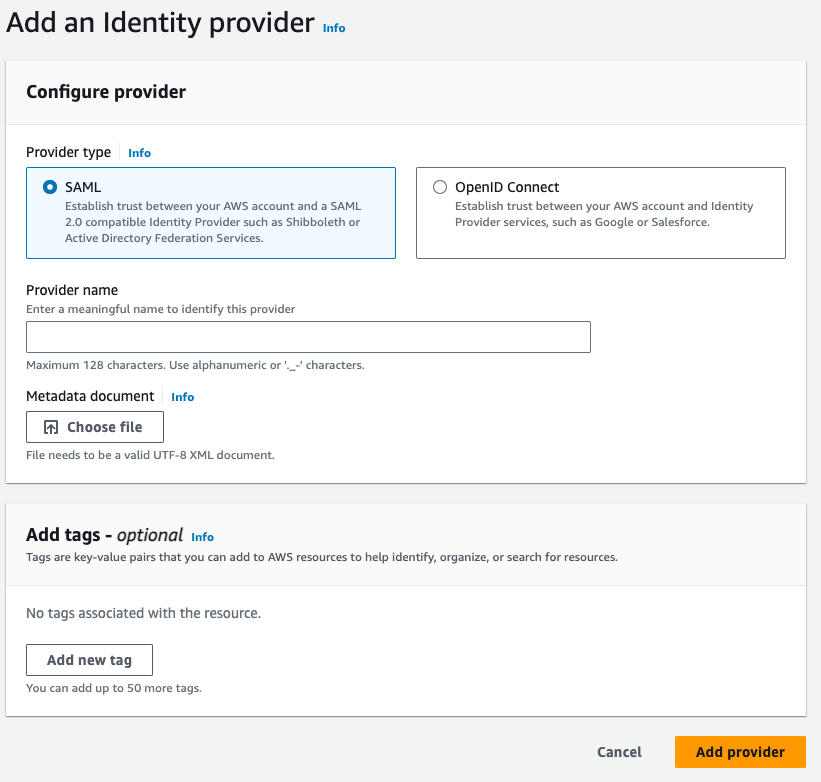 Add an Identity provider Info
Configure provider
Provider type Info
SAML
Establish trust between your AWS account and a SAML
2.0 compatible Identity Provider such as Shibboleth or
Active Directory Federation Services.
OpenID Connect
Establish trust between your AWS account and Identity
Provider services, such as Google or Salesforce.
Provider name
Enter a meaningful name to identify this provider
Maximum 128 characters. Use alphanumeric or '._-' characters.
Metadata document Info
Choose file
File needs to be a valid UTF-8 XML document.
Add tags - optional Info
Tags are key-value pairs that you can add to AWS resources to help identify, organize, or search for resources.
No tags associated with the resource.
Add new tag
You can add up to 50 more tags.
Cancel Add provider